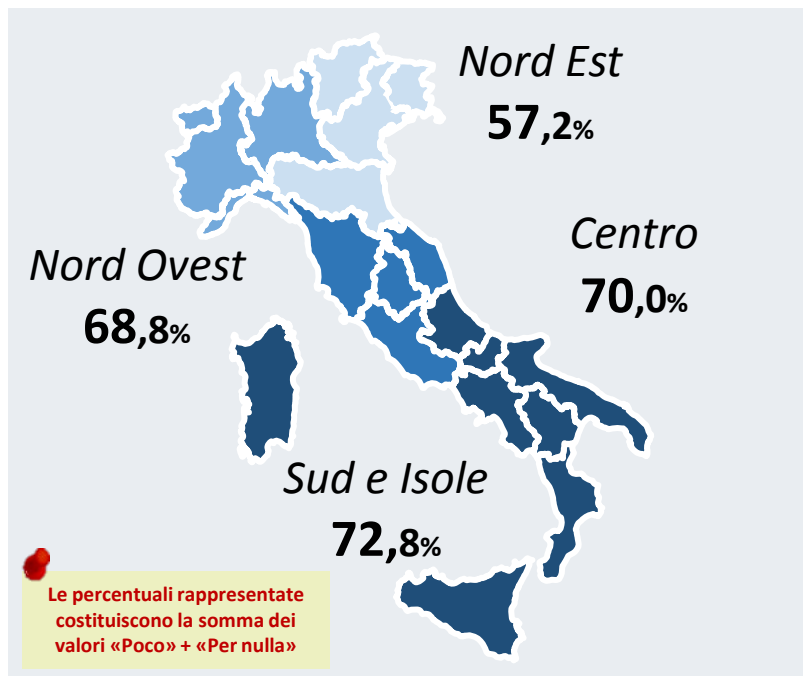 Nord Est
57,2%
Centro
70,0%
Nord Ovest
68,8%
Sud e Isole
72,8%
Le percentuali rappresentate
costituiscono la somma dei
valori «Poco» + «Per nulla»